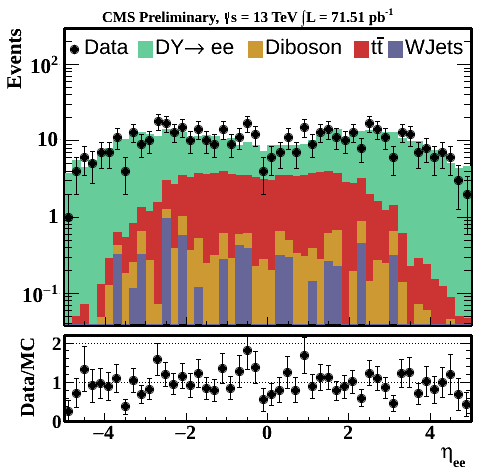 CMS Preliminary, √s = 13 TeV ∫L = 71.51 pb⁻¹
Events
Data DY→ ee Diboson tt̄ WJets
10²
10
1
10⁻¹
Data/MC
2
1
0
−4 −2 0 2 4
η_ee